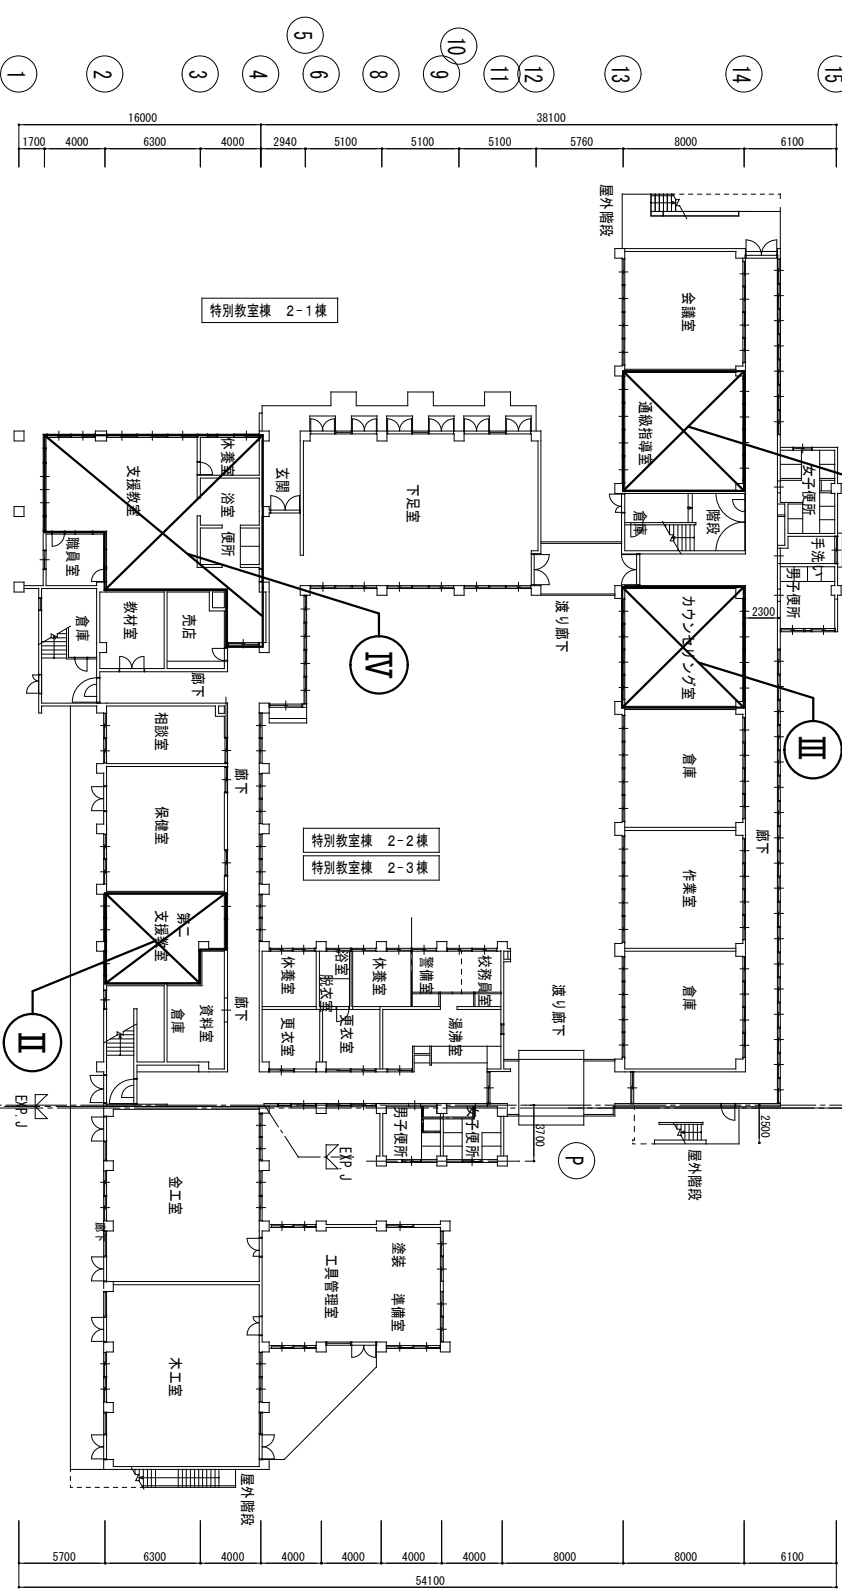 5
10
1
2
3
4
6
8
9
11
12
13
14
15
16000
38100
1700
4000
6300
4000
2940
5100
5100
5100
5760
8000
6100
屋外階段
会議室
特別教室棟 2-1棟
通級指導室
女子便所
休養室
支援教室
浴室
玄関
下足室
便所
倉庫
階段
手洗い
男子便所
職員室
カウンセリング室
2300
教材室
売店
倉庫
渡り廊下
Ⅳ
廊下
Ⅲ
相談室
倉庫
廊下
保健室
特別教室棟 2-2棟
特別教室棟 2-3棟
廊下
作業室
第二
支援教室
休養室
浴室
脱衣室
休養室
警備室
校務員室
倉庫
渡り廊下
廊下
資料室
倉庫
更衣室
更衣室
湯沸室
Ⅱ
EXP.J
男子便所
女子便所
3700
2500
EXP.J
P
屋外階段
金工室
廊下
塗装 準備室
工具管理室
木工室
屋外階段
5700
6300
4000
4000
4000
4000
4000
8000
8000
6100
54100